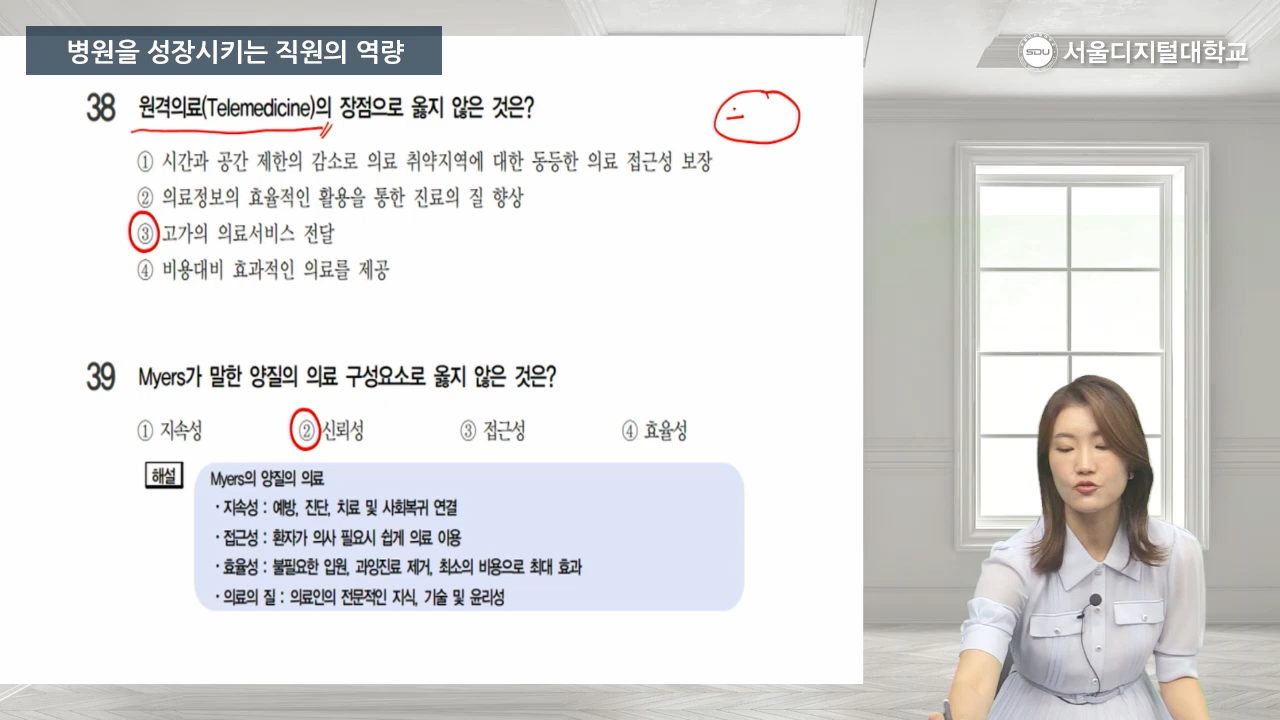 병원을 성장시키는 직원의 역량
SDU 서울디지털대학교
38 원격의료(Telemedicine)의 장점으로 옳지 않은 것은?
① 시간과 공간 제한의 감소로 의료 취약지역에 대한 동등한 의료 접근성 보장
② 의료정보의 효율적인 활용을 통한 진료의 질 향상
③ 고가의 의료서비스 전달
④ 비용대비 효과적인 의료를 제공
39 Myers가 말한 양질의 의료 구성요소로 옳지 않은 것은?
① 지속성 ② 신뢰성 ③ 접근성 ④ 효율성
해설 Myers의 양질의 의료
· 지속성 : 예방, 진단, 치료 및 사회복귀 연결
· 접근성 : 환자가 의사 필요시 쉽게 의료 이용
· 효율성 : 불필요한 입원, 과잉진료 제거, 최소의 비용으로 최대 효과
· 의료의 질 : 의료인의 전문적인 지식, 기술 및 윤리성